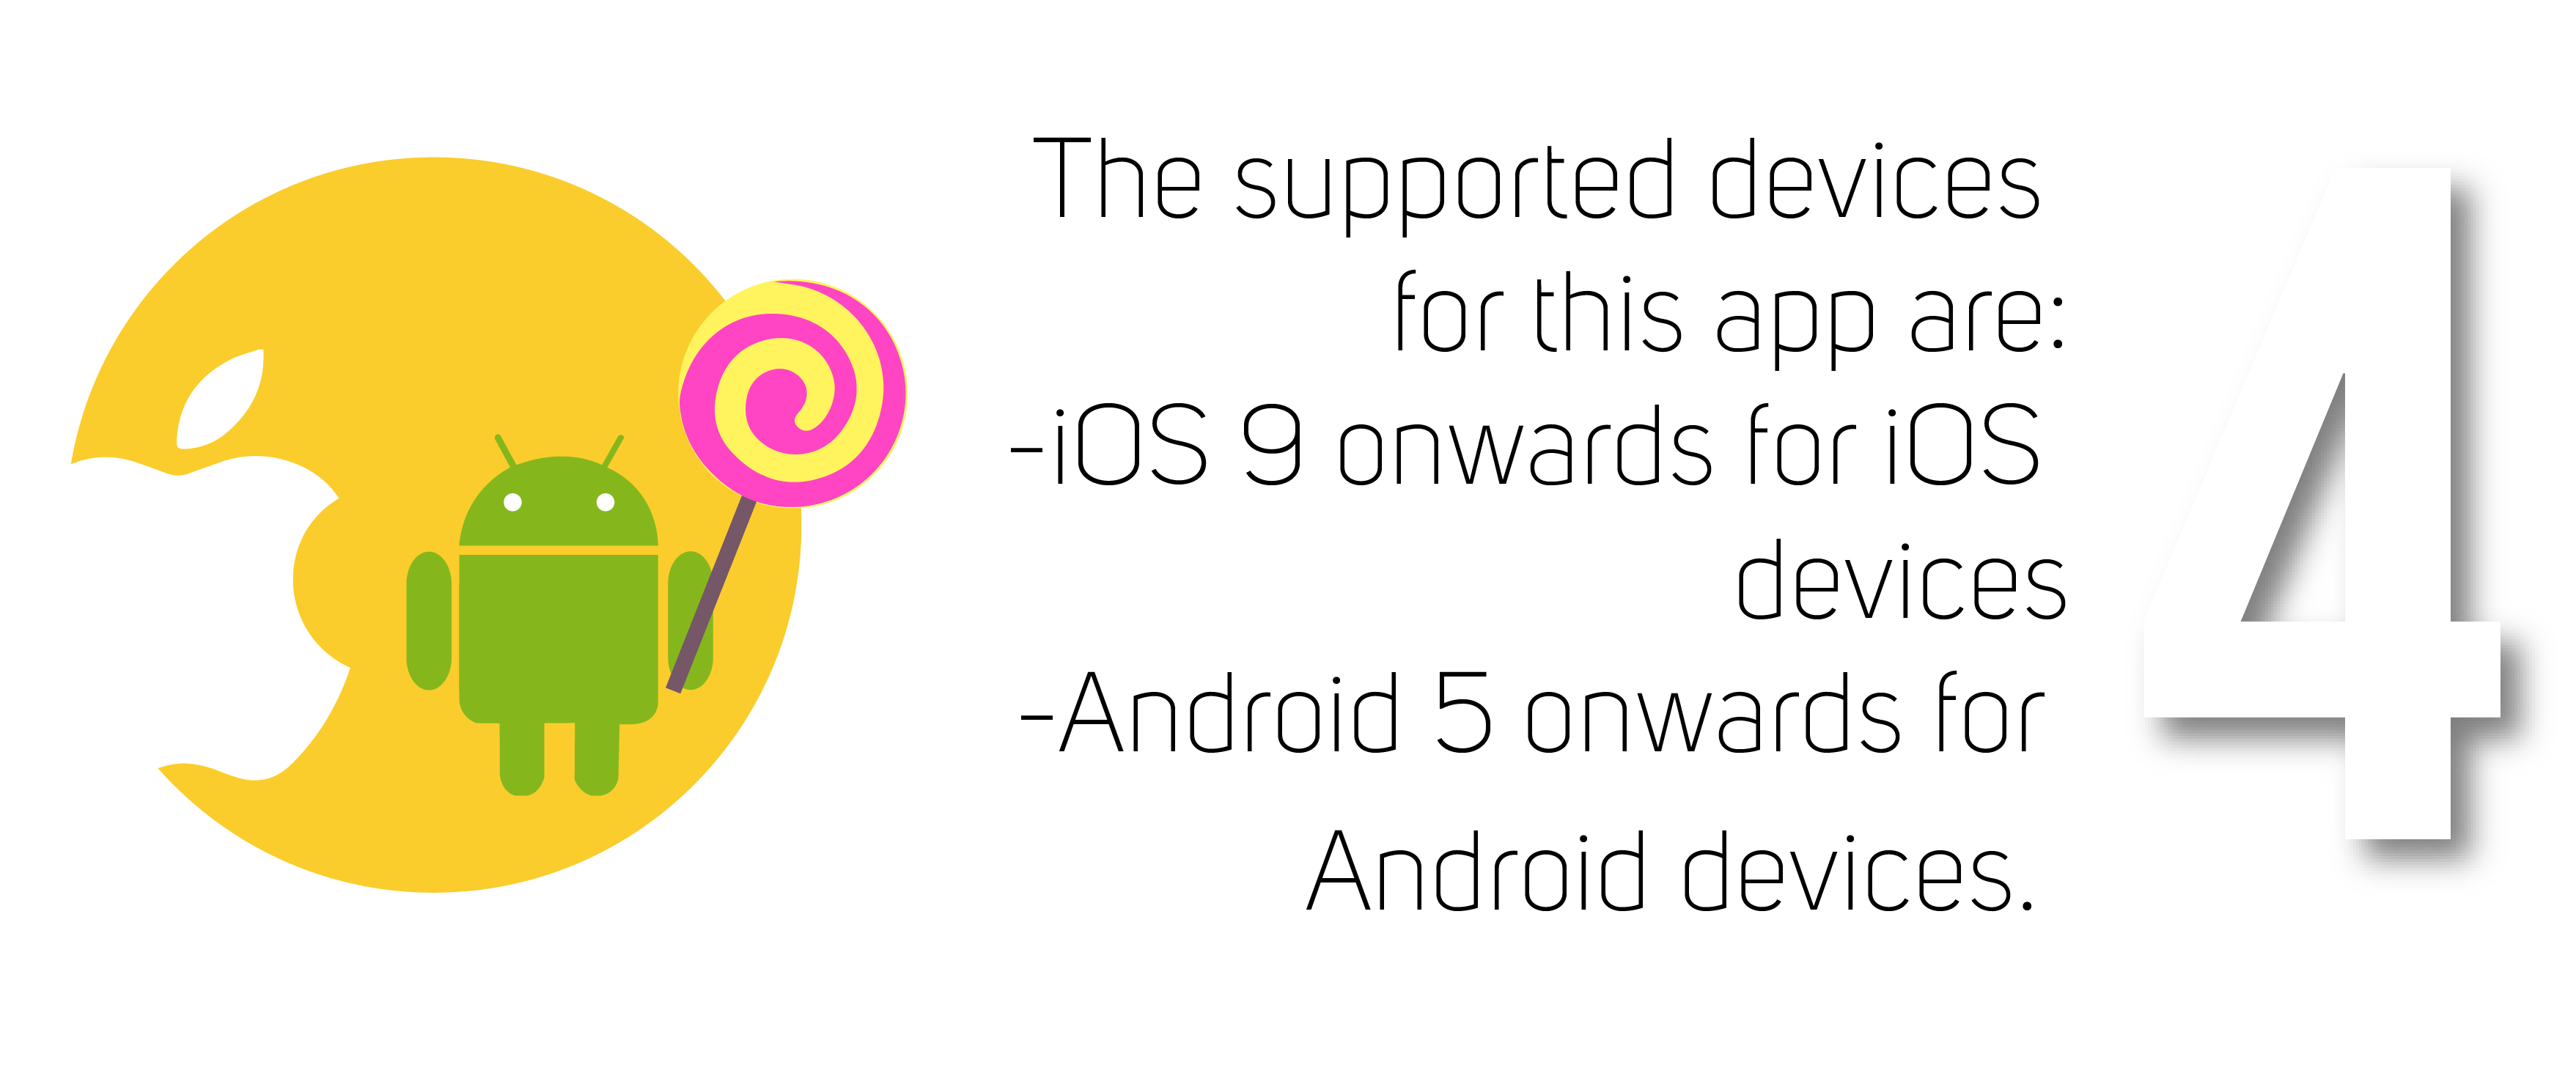 The supported devices
for this app are:
-iOS 9 onwards for iOS
devices
-Android 5 onwards for
Android devices.
4